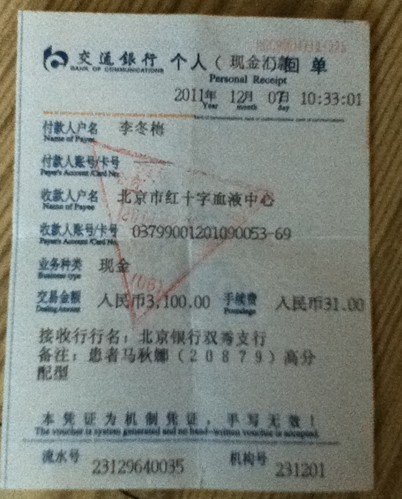 交通银行 个人(现金汇款)回单
BANK OF COMMUNICATIONS
Personal Receipt
2011年 12月 07日 10:33:01
Year month day
付款人户名 李冬梅
Name of Payee
付款人账号/卡号
Payer's Account /Card No.
收款人户名 北京市红十字血液中心
Name of Payee
收款人账号/卡号 03799001201090053-69
Payee's Account /Card No.
业务种类 现金
Business type
交易金额 人民币3,100.00 手续费 人民币31.00
Dealing Amount Poundage
接收行行名：北京银行双秀支行
备注：患者马秋娜（20879）高分
配型
本凭证为机制凭证，手写无效！
The voucher is system generated and no hand-written voucher is accepted.
流水号 23129640035 机构号 231201